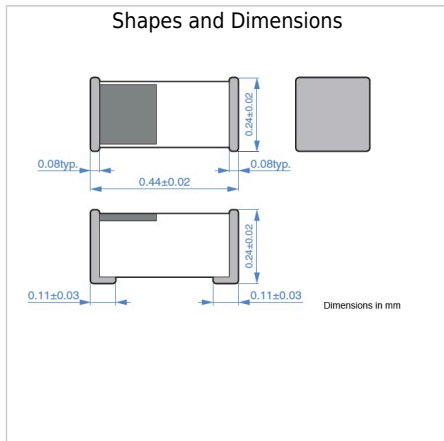 Shapes and Dimensions
0.24±0.02
0.08typ.
0.08typ.
0.44±0.02
0.24±0.02
0.11±0.03
0.11±0.03
Dimensions in mm